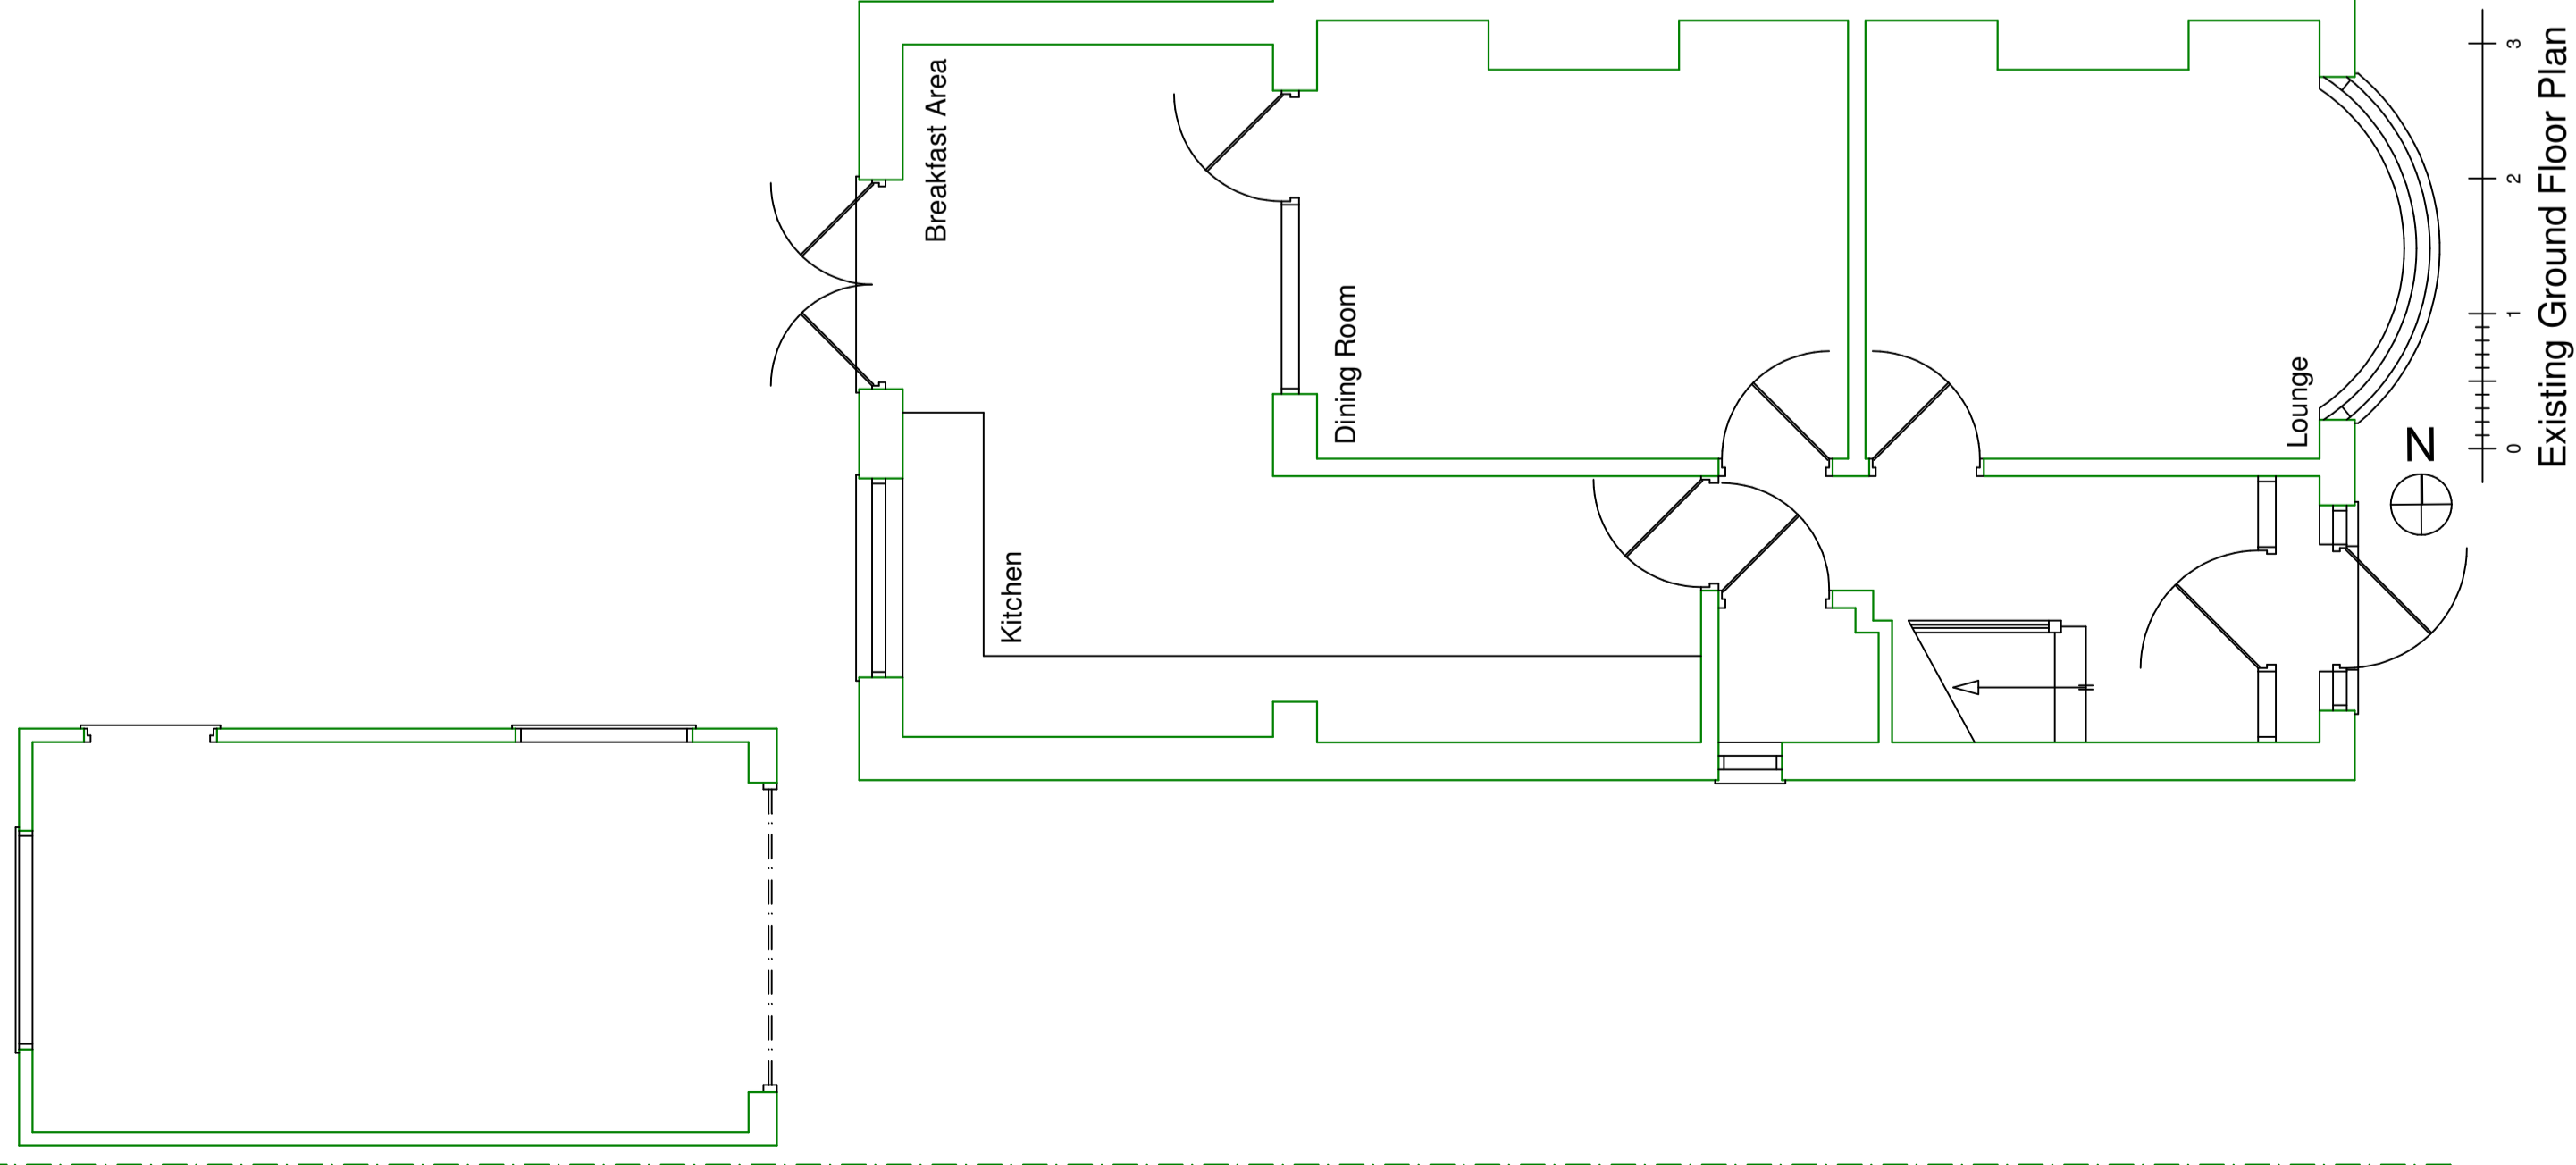 Breakfast Area
Kitchen
Dining Room
Lounge
N
0 1 2 3
Existing Ground Floor Plan